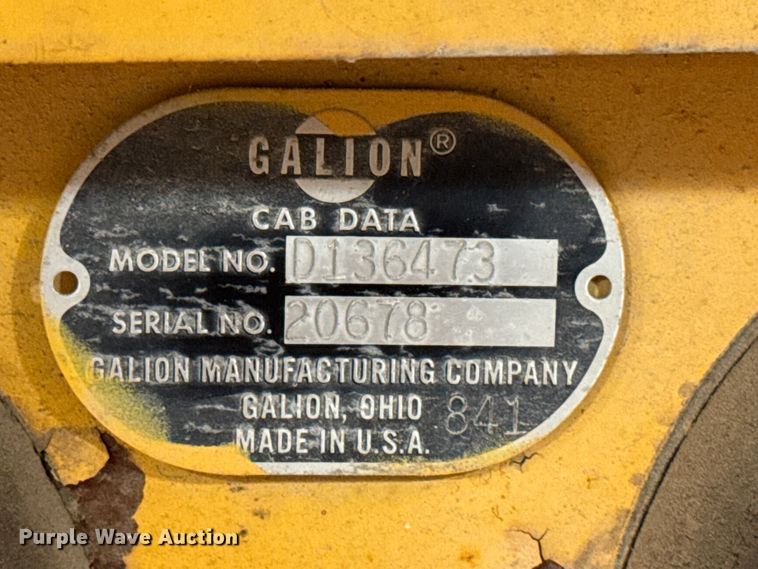 GALION®
CAB DATA
MODEL NO. D136473
SERIAL NO. 20678
GALION MANUFACTURING COMPANY
GALION, OHIO 841
MADE IN U.S.A.
Purple Wave Auction